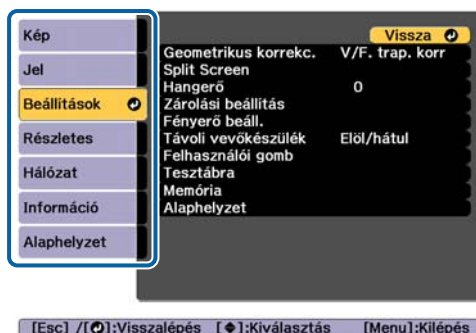 Kép
Jel
Beállítások
Részletes
Hálózat
Információ
Alaphelyzet
Vissza
Geometrikus korrekc. V/F. trap. korr
Split Screen
Hangerő 0
Zárolási beállítás
Fényerő beáll.
Távoli vevőkészülék Elöl/hátul
Felhasználói gomb
Tesztábra
Memória
Alaphelyzet
[Esc] /[]:Visszalépés []:Kiválasztás [Menu]:Kilépés